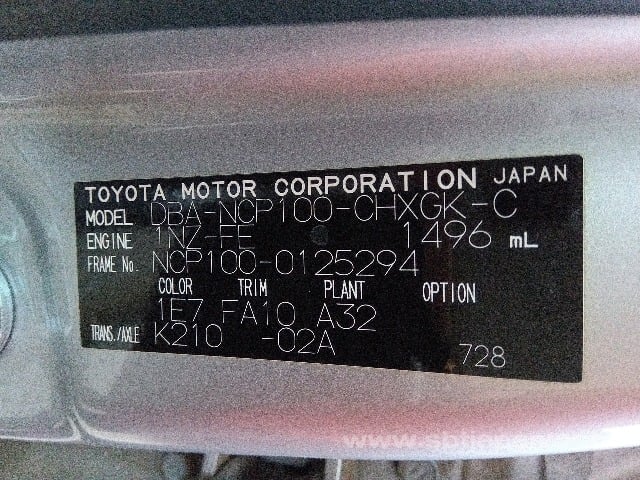 TOYOTA MOTOR CORPORATION JAPAN
MODEL DBA-NCP100-CHXGK-C
ENGINE 1NZ-FE 1496 mL
FRAME No. NCP100-0125294
COLOR TRIM PLANT OPTION
1E7 FA10 A32
TRANS./AXLE K210 -02A
728